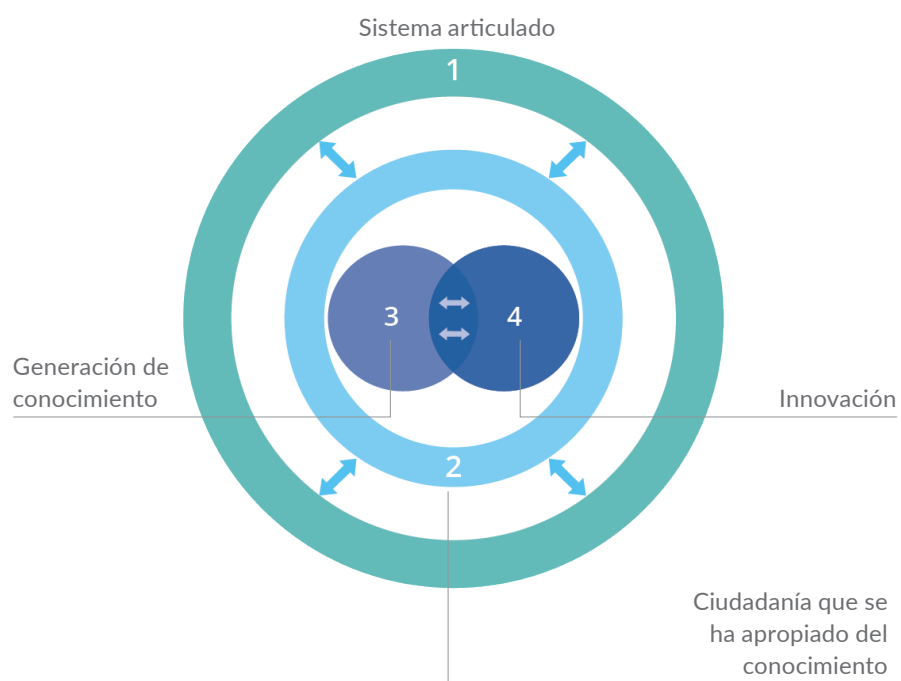 Sistema articulado
1
3
4
Generación de
conocimiento
Innovación
2
Ciudadanía que se
ha apropiado del
conocimiento